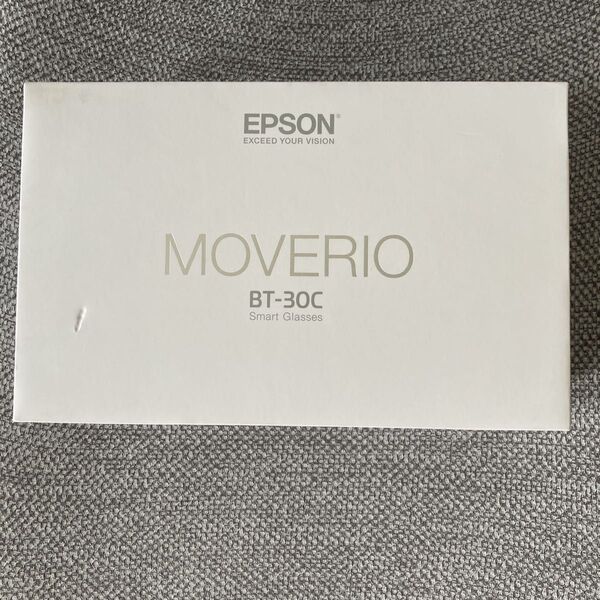 EPSON®
EXCEED YOUR VISION
MOVERIO
BT-30C
Smart Glasses